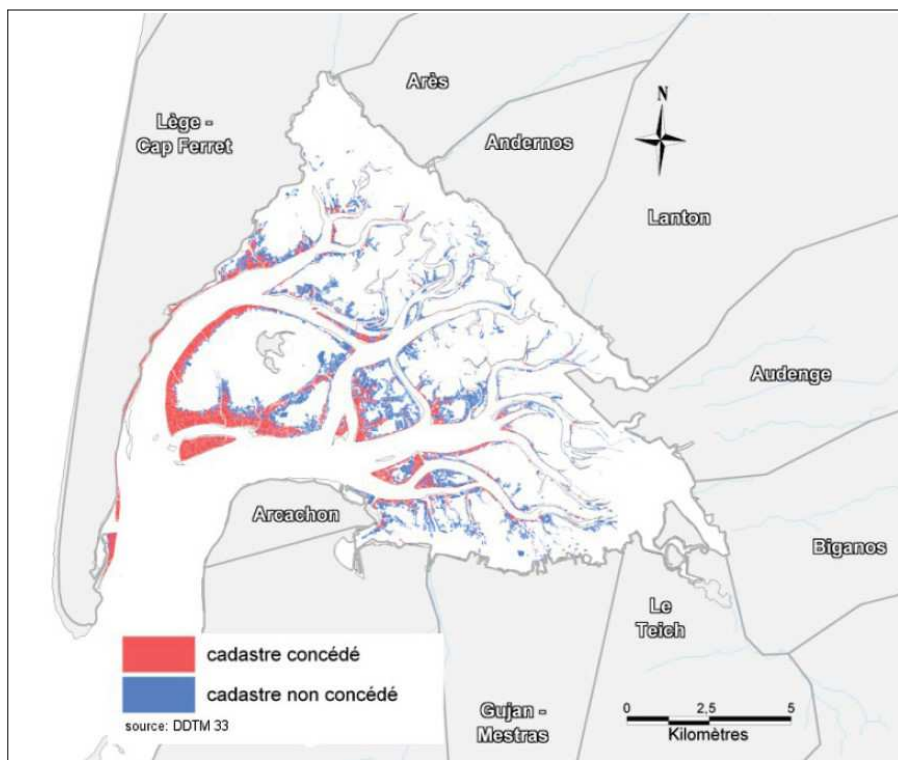 Arès
Lège -
Cap Ferret
Andernos
N
Lanton
Audenge
Arcachon
Biganos
Le
Teich
Gujan -
Mestras
cadastre concédé
cadastre non concédé
source: DDTM 33
0 2,5 5
Kilomètres